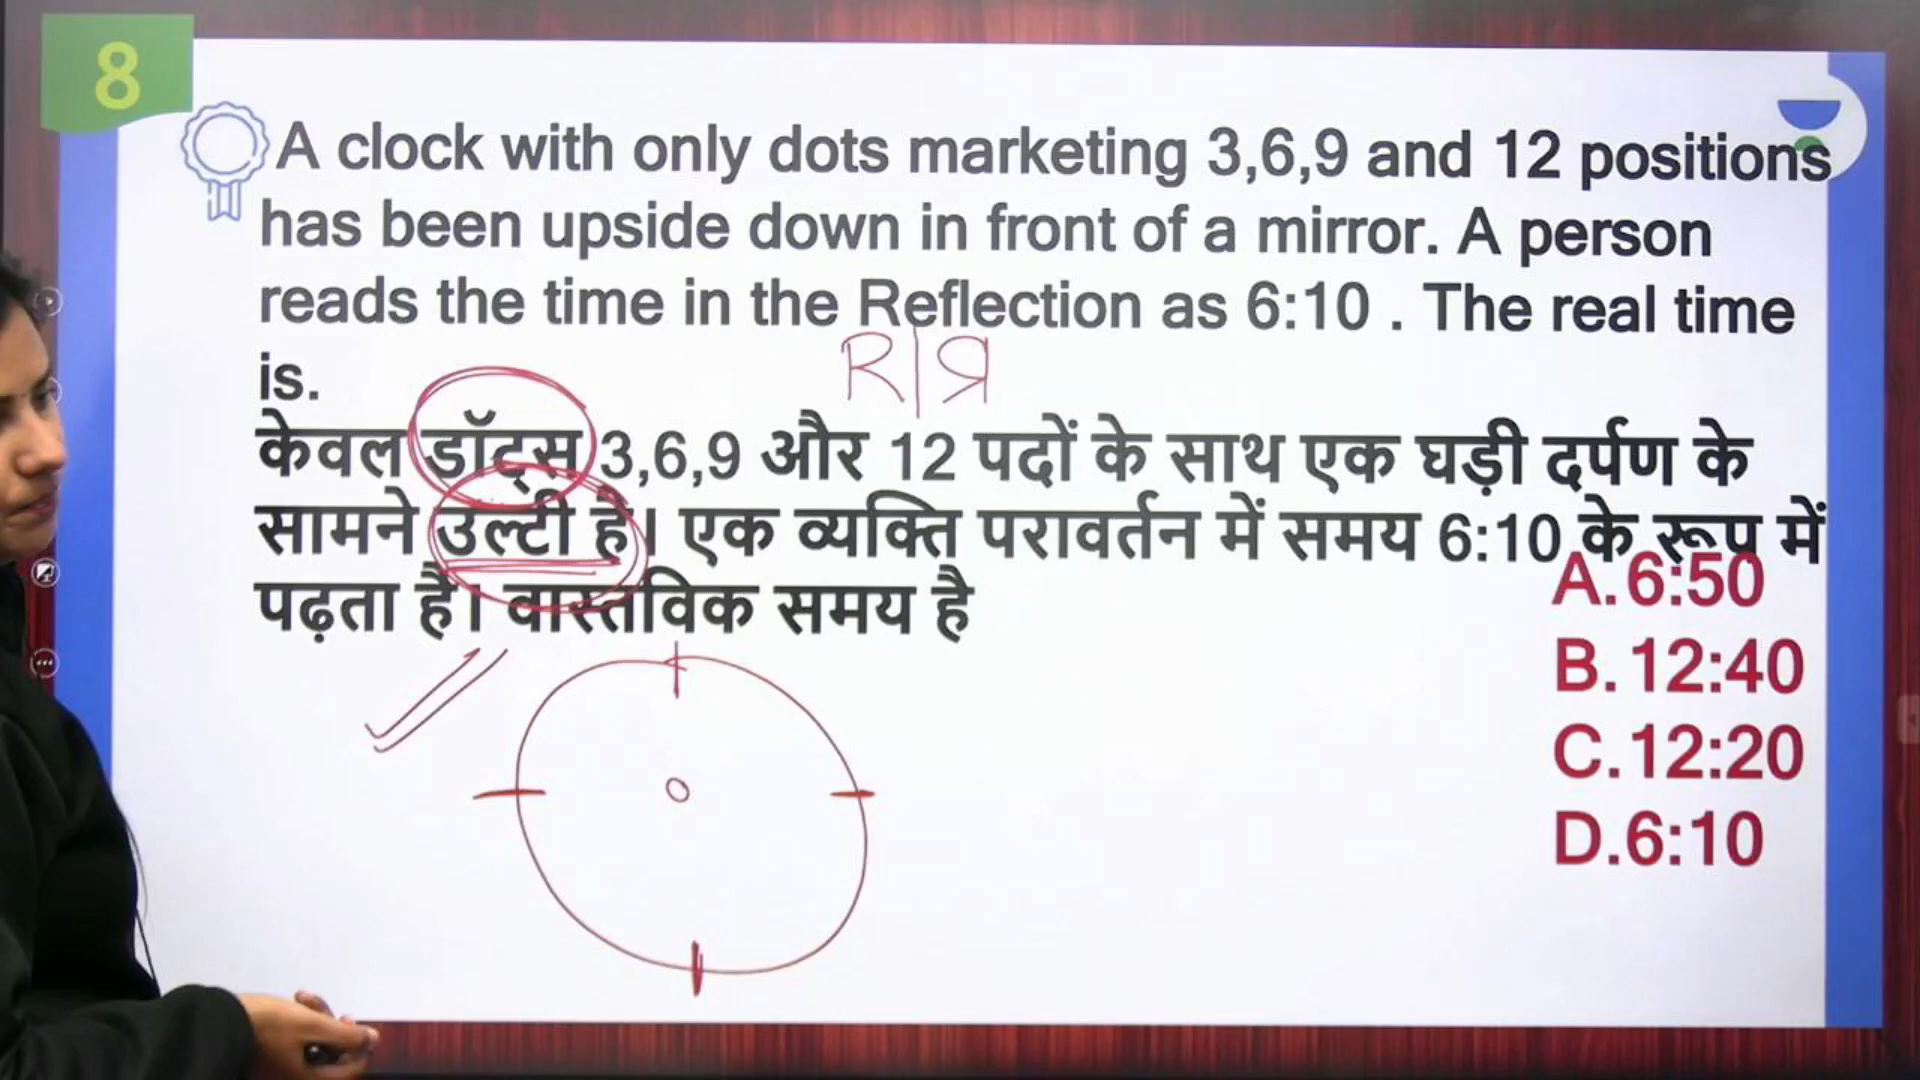 8
A clock with only dots marketing 3,6,9 and 12 positions
has been upside down in front of a mirror. A person
reads the time in the Reflection as 6:10 . The real time
is.
R|Я
केवल डॉट्स 3,6,9 और 12 पदों के साथ एक घड़ी दर्पण के
सामने उल्टी है। एक व्यक्ति परावर्तन में समय 6:10 के रूप में
पढ़ता है। वास्तविक समय है
A.6:50
B.12:40
C.12:20
D.6:10